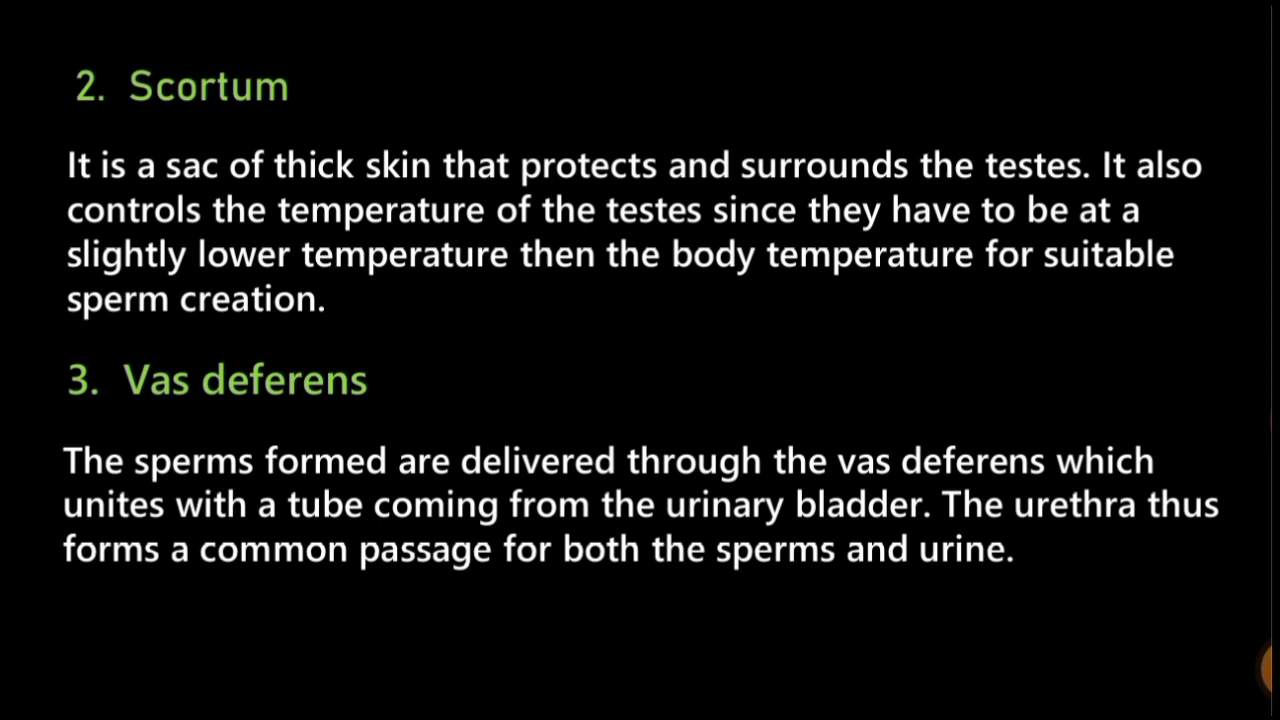 2. Scortum
It is a sac of thick skin that protects and surrounds the testes. It also
controls the temperature of the testes since they have to be at a
slightly lower temperature then the body temperature for suitable
sperm creation.
3. Vas deferens
The sperms formed are delivered through the vas deferens which
unites with a tube coming from the urinary bladder. The urethra thus
forms a common passage for both the sperms and urine.